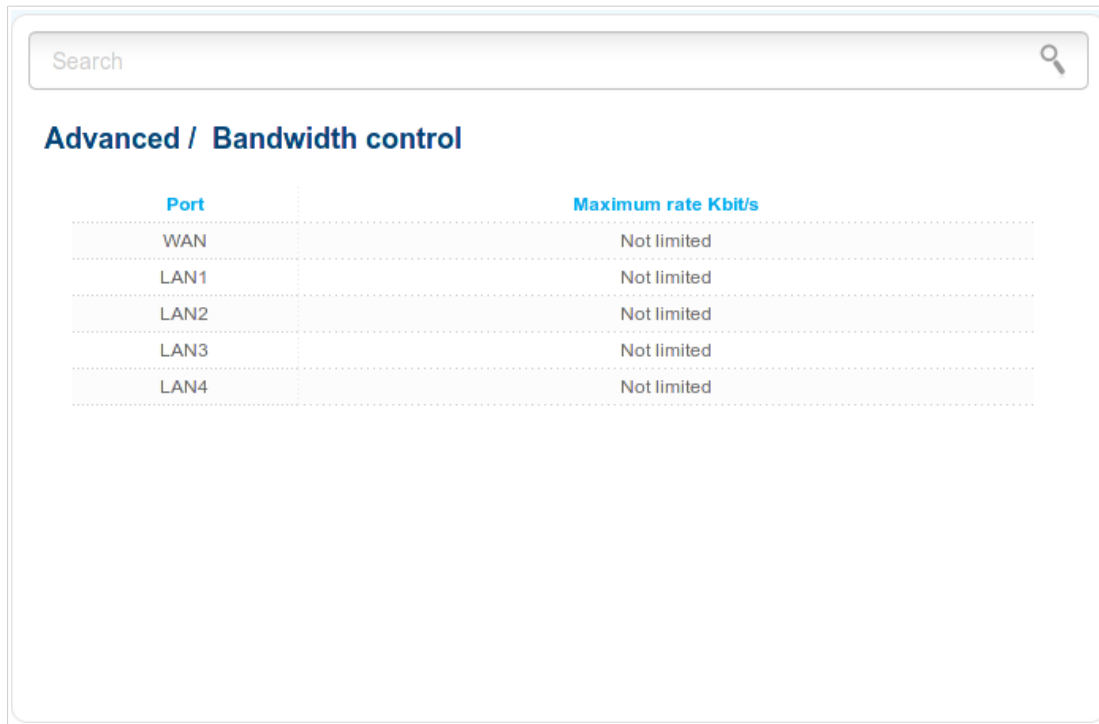 Search
Advanced / Bandwidth control
Port Maximum rate Kbit/s
WAN Not limited
LAN1 Not limited
LAN2 Not limited
LAN3 Not limited
LAN4 Not limited